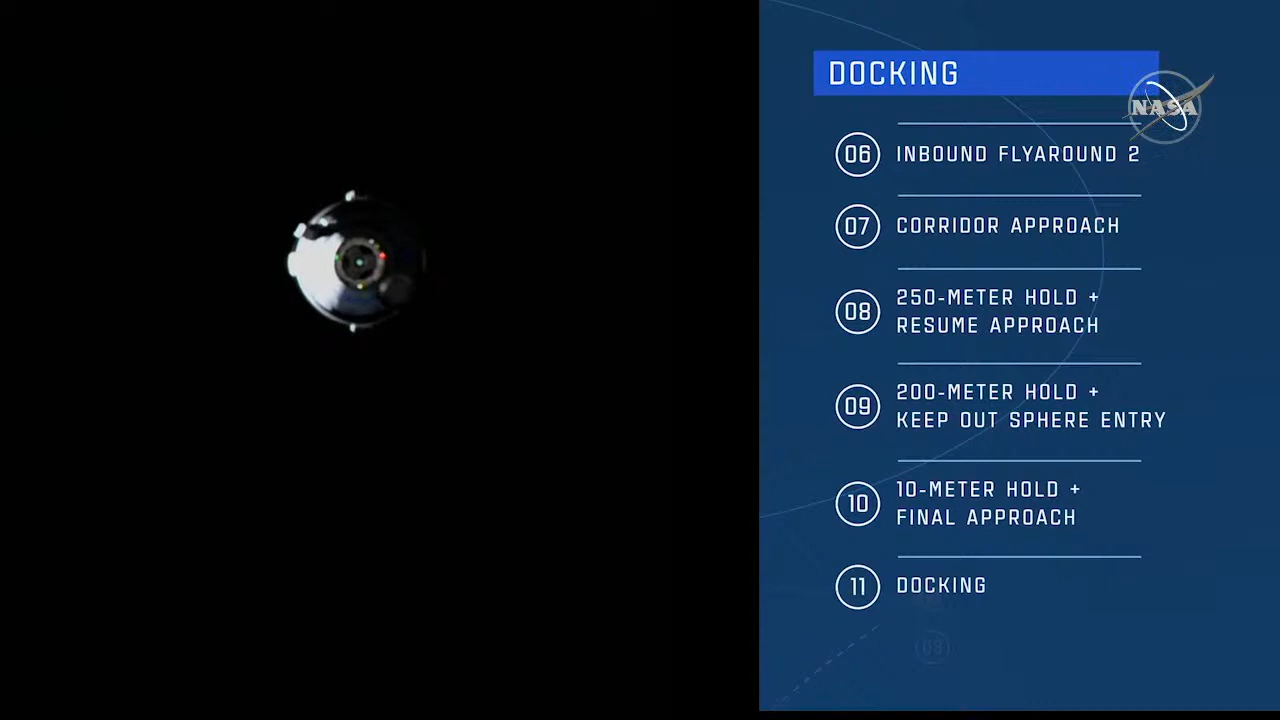 DOCKING
NASA
06 INBOUND FLYAROUND 2
07 CORRIDOR APPROACH
08 250-METER HOLD +
RESUME APPROACH
09 200-METER HOLD +
KEEP OUT SPHERE ENTRY
10 10-METER HOLD +
FINAL APPROACH
11 DOCKING